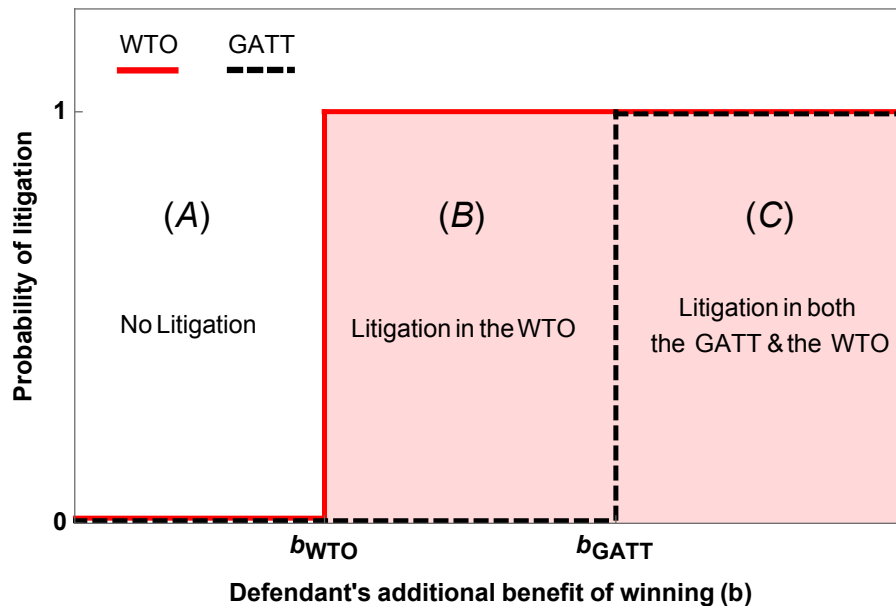 WTO GATT
1
(A) (B) (C)
No Litigation
Litigation in the WTO
Litigation in both
the GATT & the WTO
0
bWTO bGATT
Probability of litigation
Defendant's additional benefit of winning (b)